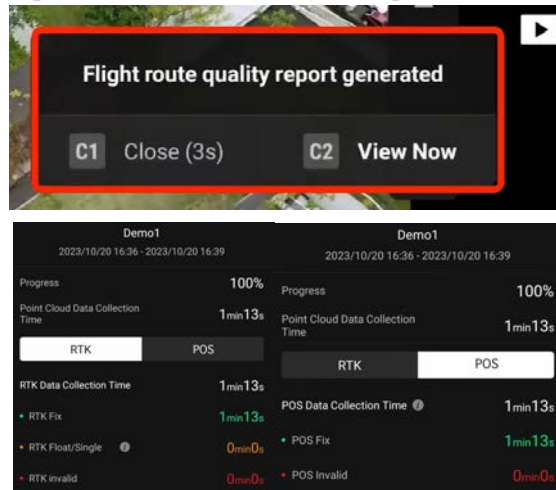 Flight route quality report generated
C1 Close (3s) C2 View Now
Demo1
2023/10/20 16:36 - 2023/10/20 16:39
Progress 100%
Point Cloud Data Collection
Time 1min13s
RTK POS
RTK Data Collection Time 1min13s
• RTK Fix 1min13s
• RTK Float/Single 0min0s
• RTK invalid 0min0s
Demo1
2023/10/20 16:36 - 2023/10/20 16:39
Progress 100%
Point Cloud Data Collection
Time 1min13s
RTK POS
POS Data Collection Time 1min13s
• POS Fix 1min13s
• POS Invalid 0min0s